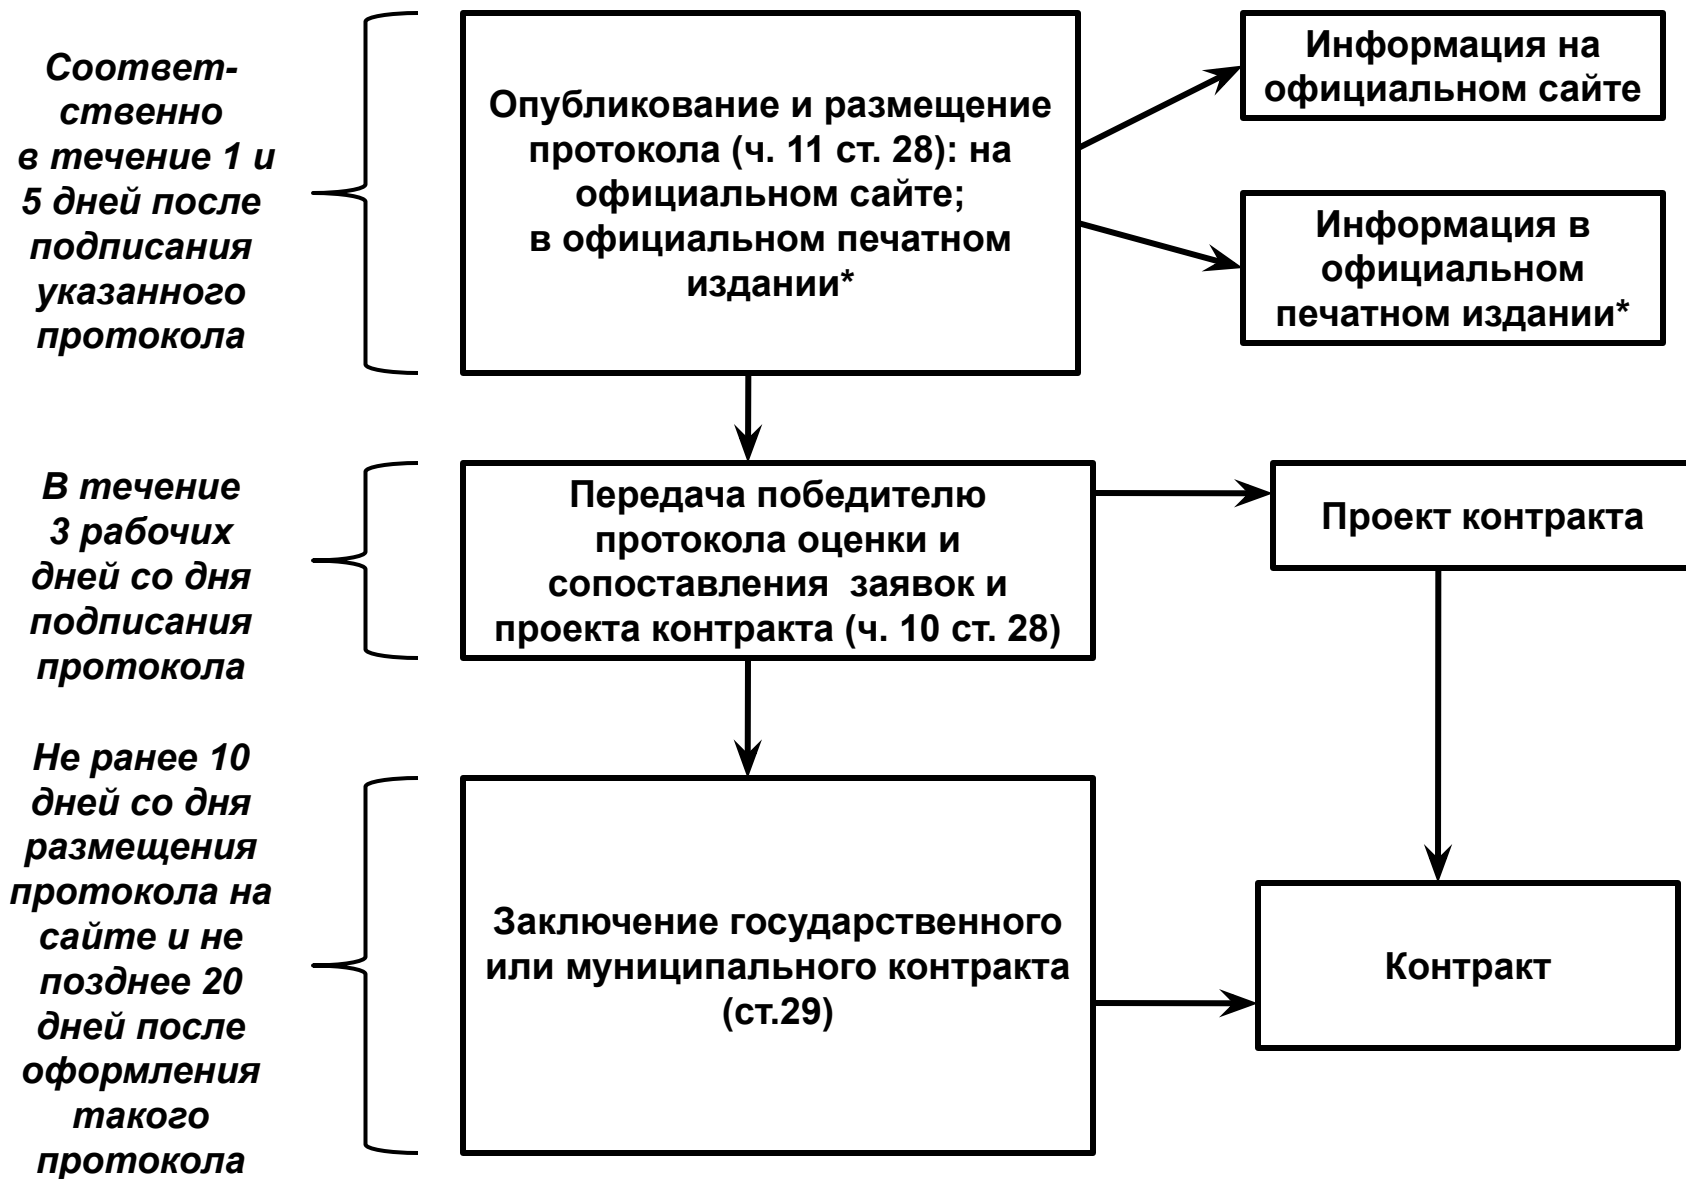 Соответ-
ственно
в течение 1 и
5 дней после
подписания
указанного
протокола
Опубликование и размещение
протокола (ч. 11 ст. 28): на
официальном сайте;
в официальном печатном
издании*
Информация на
официальном сайте
Информация в
официальном
печатном издании*
В течение
3 рабочих
дней со дня
подписания
протокола
Передача победителю
протокола оценки и
сопоставления  заявок и
проекта контракта (ч. 10 ст. 28)
Проект контракта
Не ранее 10
дней со дня
размещения
протокола на
сайте и не
позднее 20
дней после
оформления
такого
протокола
Заключение государственного
или муниципального контракта
(ст.29)
Контракт